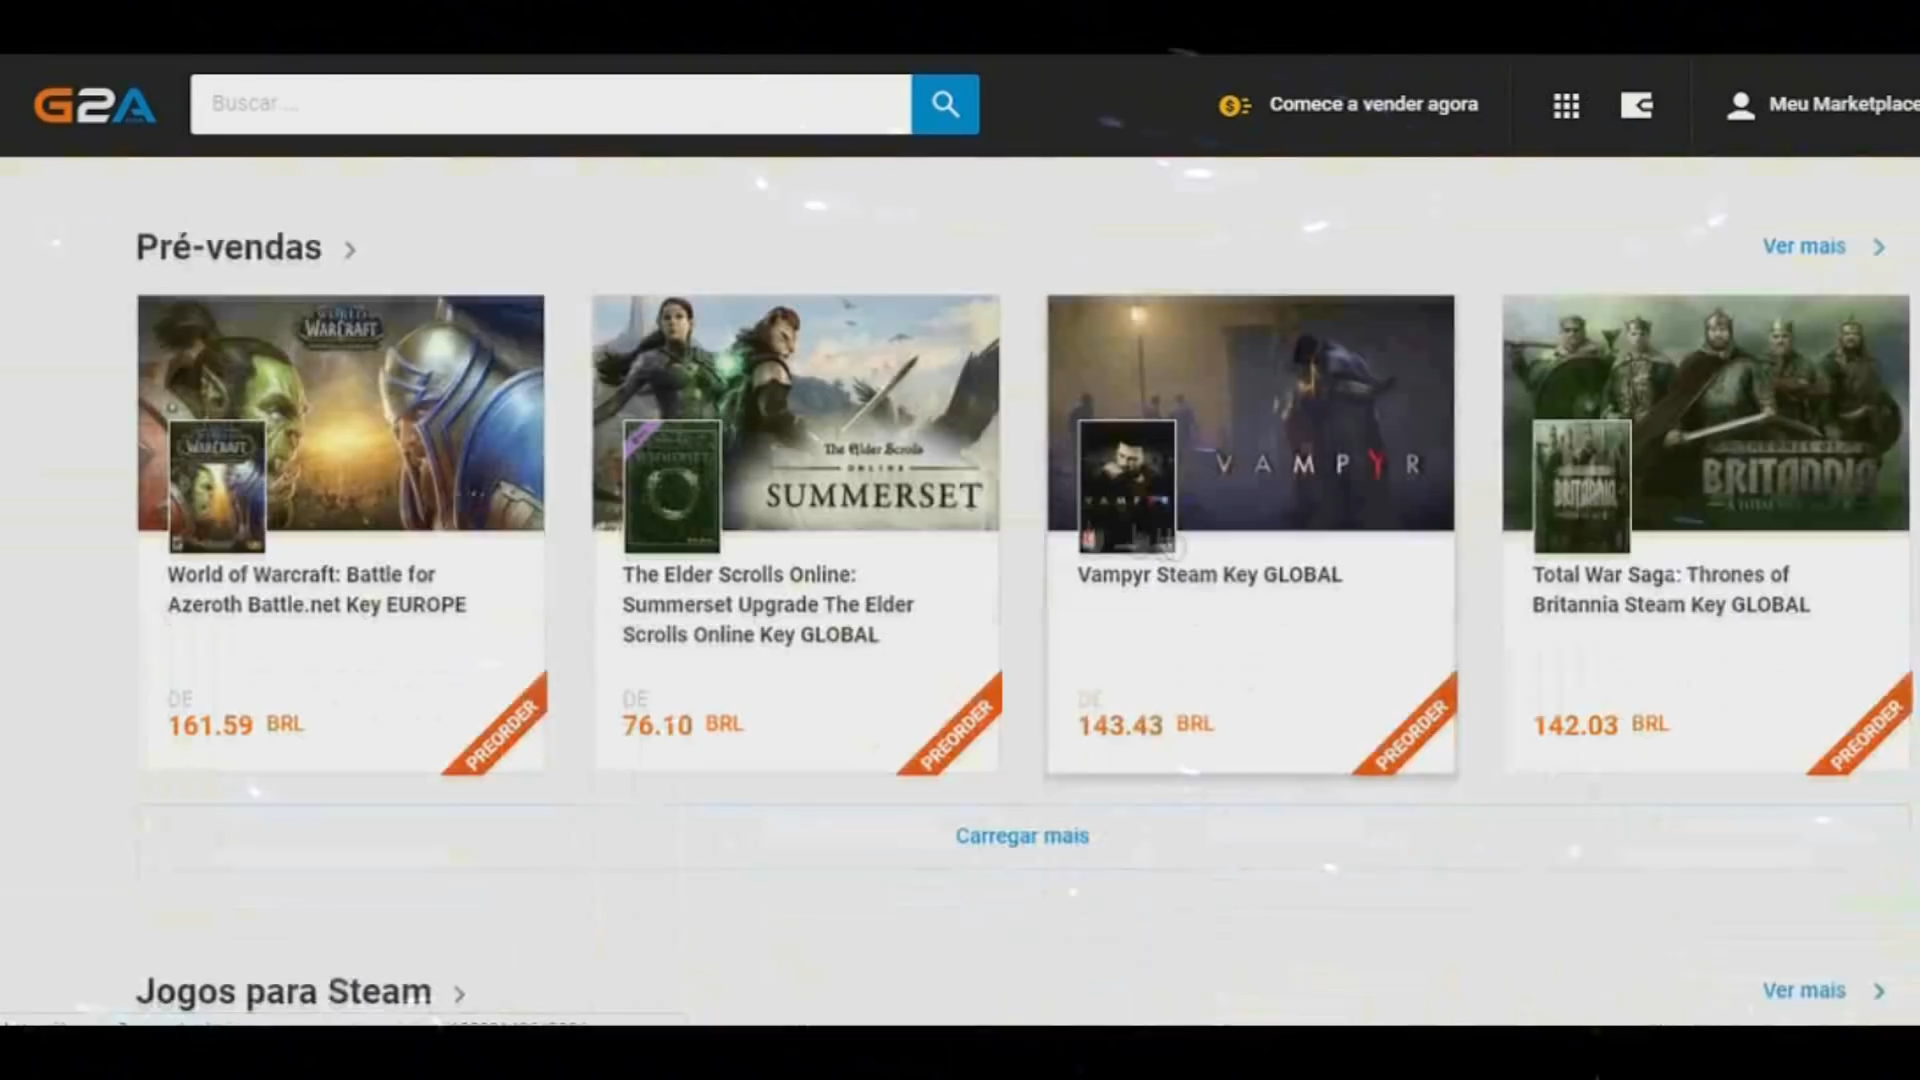 G2A
Buscar ...
Comece a vender agora
Meu Marketplace
Pré-vendas
Ver mais
WORLD
WARCRAFT
WARCRAFT
The Elder Scrolls
ONLINE
SUMMERSET
VAMPYR
VAMPYR
BRITANNIA
BRITANNIA
World of Warcraft: Battle for
Azeroth Battle.net Key EUROPE
The Elder Scrolls Online:
Summerset Upgrade The Elder
Scrolls Online Key GLOBAL
Vampyr Steam Key GLOBAL
Total War Saga: Thrones of
Britannia Steam Key GLOBAL
DE
161.59 BRL
PREORDER
DE
76.10 BRL
PREORDER
DE
143.43 BRL
PREORDER
142.03 BRL
PREORDER
Carregar mais
Jogos para Steam
Ver mais